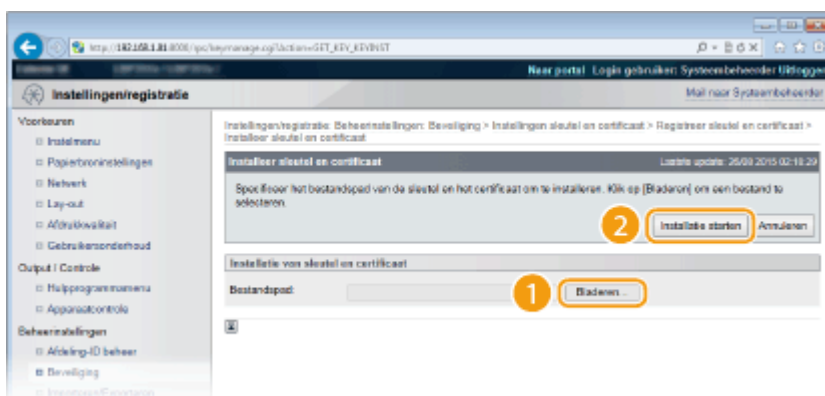 http://192.168.1.81:8000/rps/keymanage.cgi?Action=GET_KEY_KEYINST
Naar portal Login gebruiker: Systeembeheerder Uitloggen
Instellingen/registratie
Mail naar Systeembeheerder
Voorkeuren
Instelmenu
Papierbroninstellingen
Netwerk
Lay-out
Afdrukkwaliteit
Gebruikersonderhoud
Output / Controle
Hulpprogrammamenu
Apparaatcontrole
Beheerinstellingen
Afdeling-ID beheer
Beveiliging
Importeren/Exporteren
Instellingen/registratie: Beheerinstellingen: Beveiliging > Instellingen sleutel en certificaat > Registreer sleutel en certificaat >
Installeer sleutel en certificaat
Installeer sleutel en certificaat
Laatste update: 26/08 2015 02:18:29
Specificeer het bestandspad van de sleutel en het certificaat om te installeren. Klik op [Bladeren] om een bestand te
selecteren.
2
Installatie starten
Annuleren
Installatie van sleutel en certificaat
Bestandspad:
1
Bladeren...